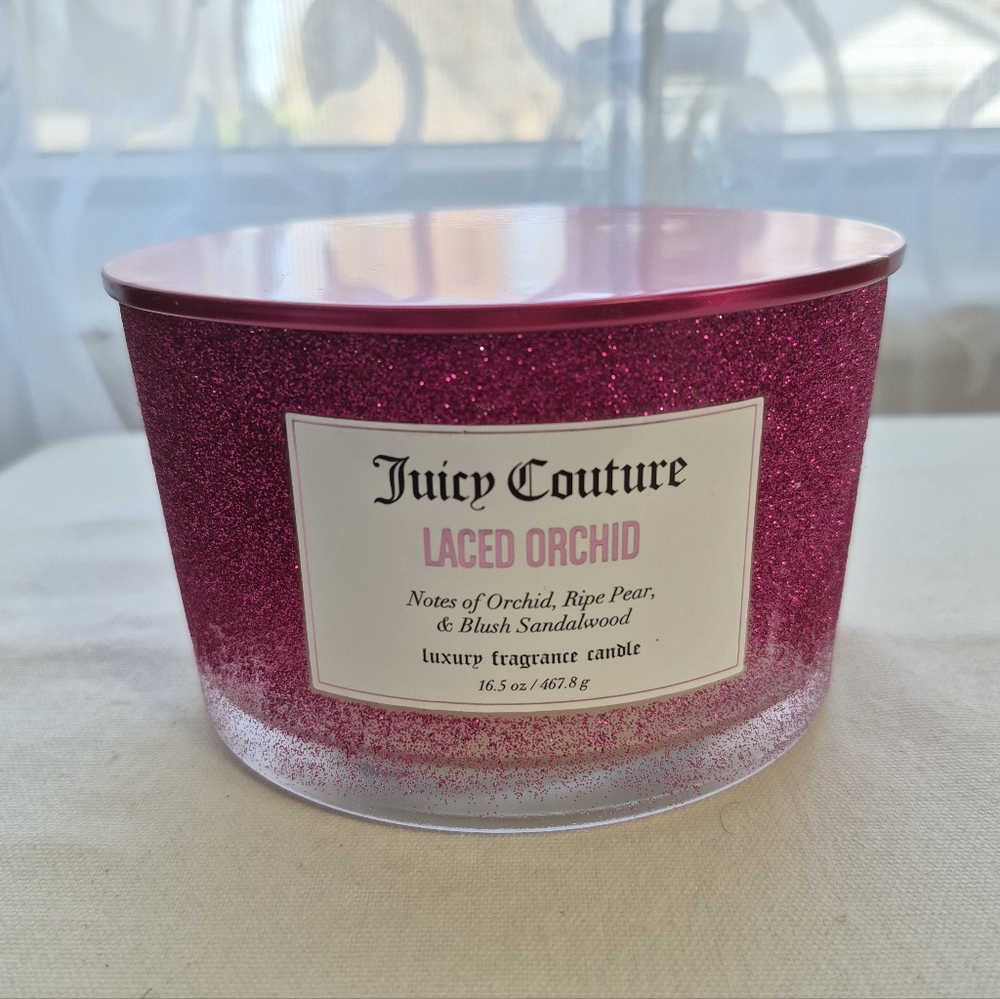 Juicy Couture
LACED ORCHID
Notes of Orchid, Ripe Pear,
& Blush Sandalwood
luxury fragrance candle
16.5 oz / 467.8 g